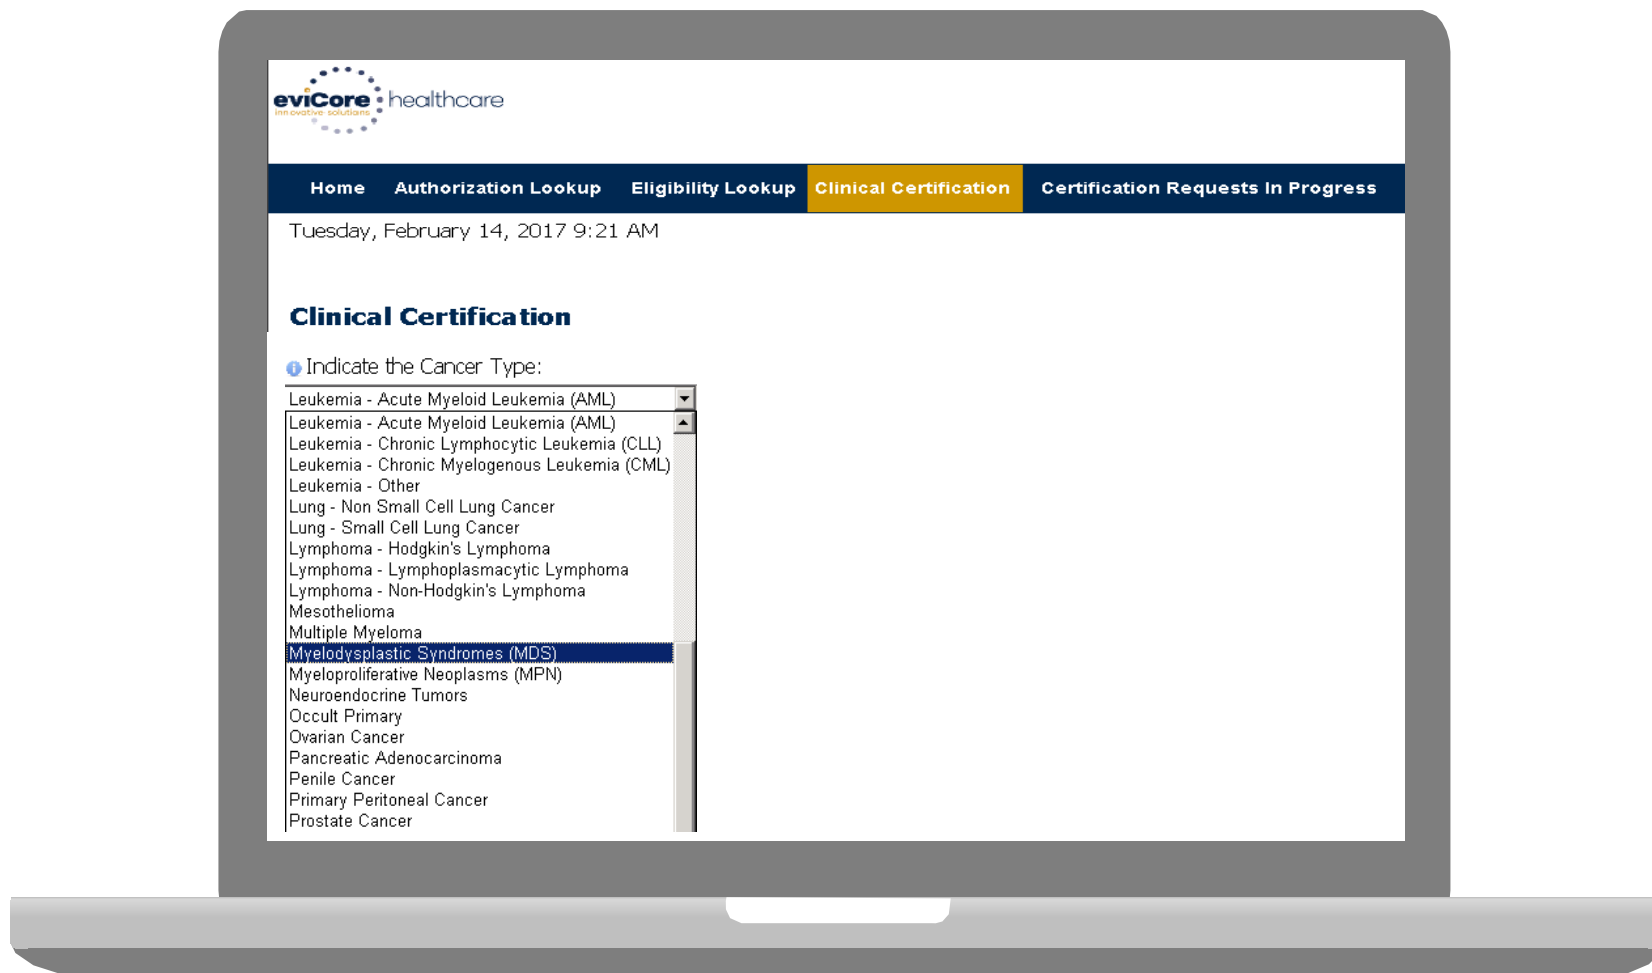 eviCore healthcare
innovative solutions
Home Authorization Lookup Eligibility Lookup Clinical Certification Certification Requests In Progress
Tuesday, February 14, 2017 9:21 AM
Clinical Certification
Indicate the Cancer Type:
Leukemia - Acute Myeloid Leukemia (AML)
Leukemia - Acute Myeloid Leukemia (AML)
Leukemia - Chronic Lymphocytic Leukemia (CLL)
Leukemia - Chronic Myelogenous Leukemia (CML)
Leukemia - Other
Lung - Non Small Cell Lung Cancer
Lung - Small Cell Lung Cancer
Lymphoma - Hodgkin's Lymphoma
Lymphoma - Lymphoplasmacytic Lymphoma
Lymphoma - Non-Hodgkin's Lymphoma
Mesothelioma
Multiple Myeloma
Myelodysplastic Syndromes (MDS)
Myeloproliferative Neoplasms (MPN)
Neuroendocrine Tumors
Occult Primary
Ovarian Cancer
Pancreatic Adenocarcinoma
Penile Cancer
Primary Peritoneal Cancer
Prostate Cancer